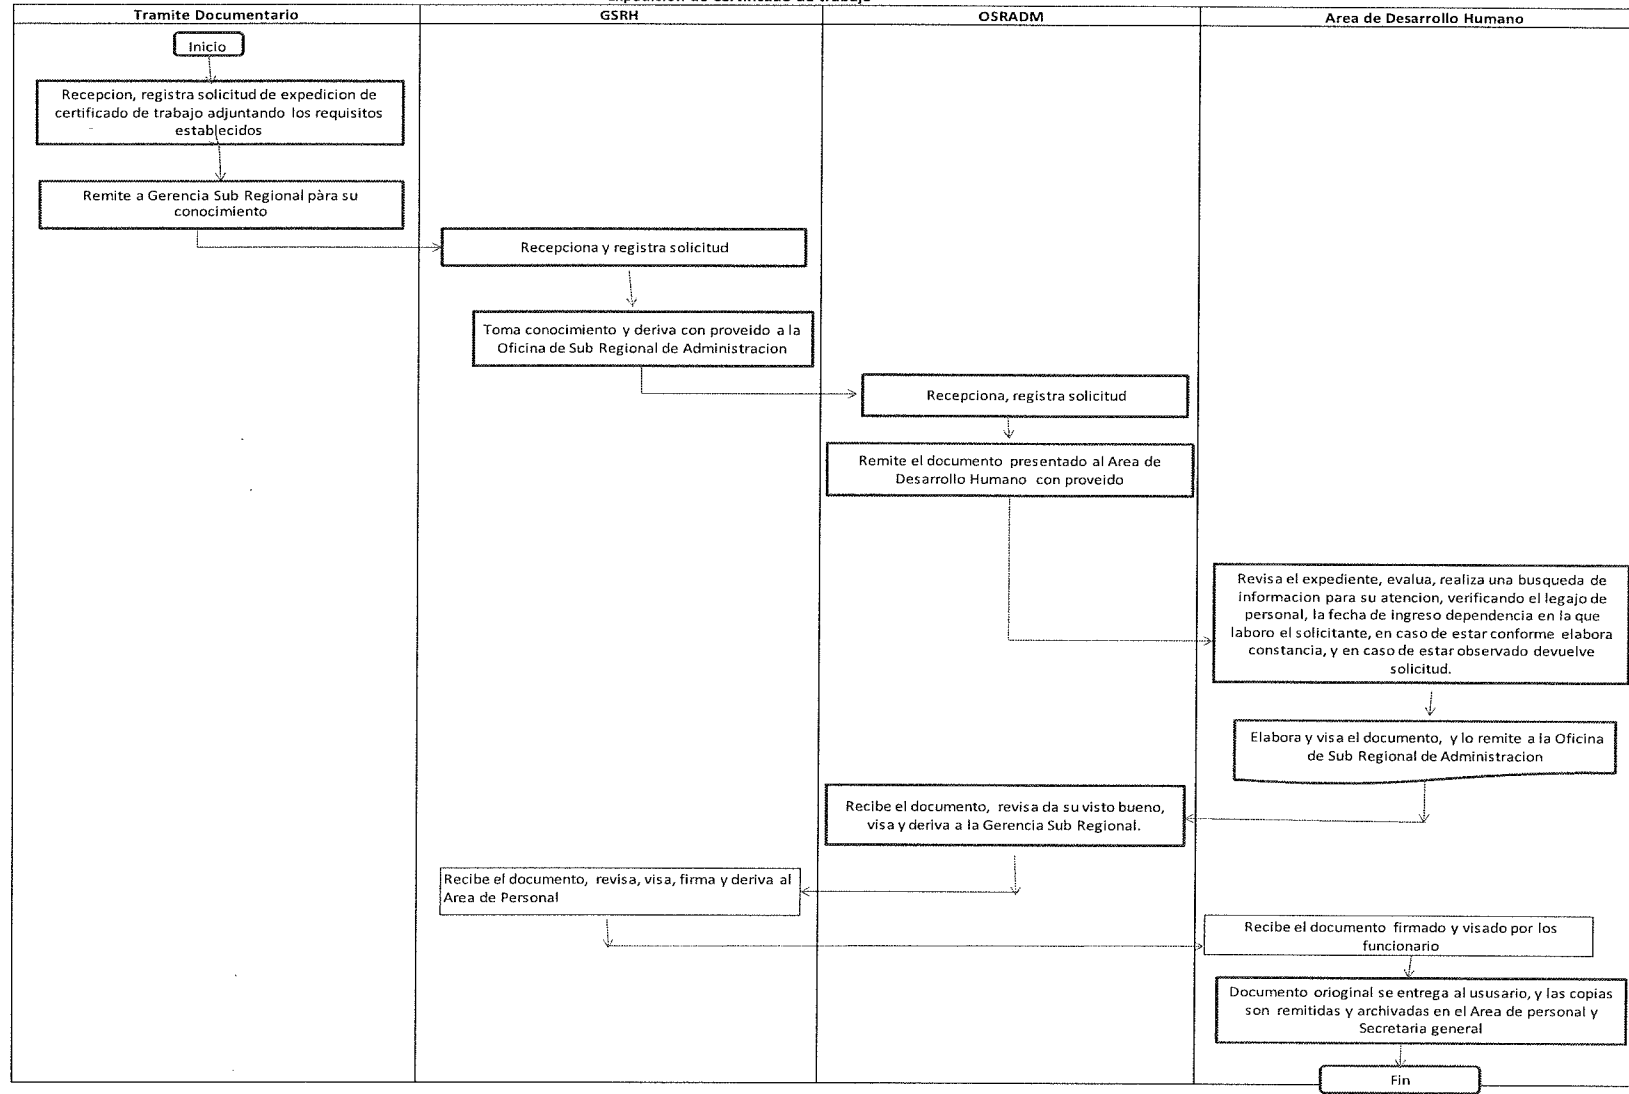 Expedicion de certificado de trabajo
Tramite Documentario
GSRH
OSRADM
Area de Desarrollo Humano
Inicio
Recepcion, registra solicitud de expedicion de
certificado de trabajo adjuntando los requisitos
establecidos
Remite a Gerencia Sub Regional pàra su
conocimiento
Recepciona y registra solicitud
Toma conocimiento y deriva con proveido a la
Oficina de Sub Regional de Administracion
Recepciona, registra solicitud
Remite el documento presentado al Area de
Desarrollo Humano con proveido
Revisa el expediente, evalua, realiza una busqueda de
informacion para su atencion, verificando el legajo de
personal, la fecha de ingreso dependencia en la que
laboro el solicitante, en caso de estar conforme elabora
constancia, y en caso de estar observado devuelve
solicitud.
Elabora y visa el documento, y lo remite a la Oficina
de Sub Regional de Administracion
Recibe el documento, revisa da su visto bueno,
visa y deriva a la Gerencia Sub Regional.
Recibe el documento, revisa, visa, firma y deriva al
Area de Personal
Recibe el documento firmado y visado por los
funcionario
Documento orioginal se entrega al ususario, y las copias
son remitidas y archivadas en el Area de personal y
Secretaria general
Fin